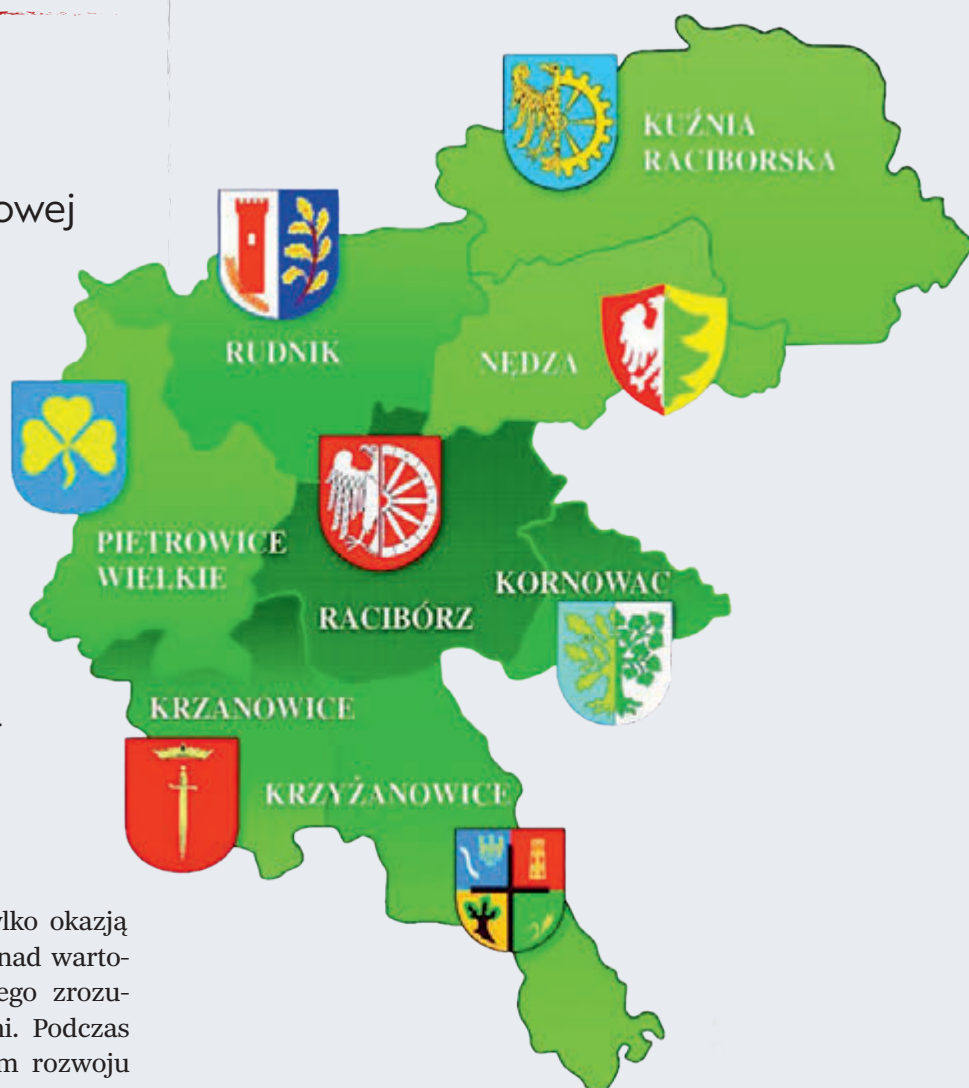 owej
KUŹNIA
RACIBORSKA
RUDNIK
NĘDZA
PIETROWICE
WIELKIE
RACIBÓRZ
KORNOWAC
KRZANOWICE
KRZYŻANOWICE
ylko okazją
nad warto-
ego zrozu-
ni. Podczas
m rozwoju